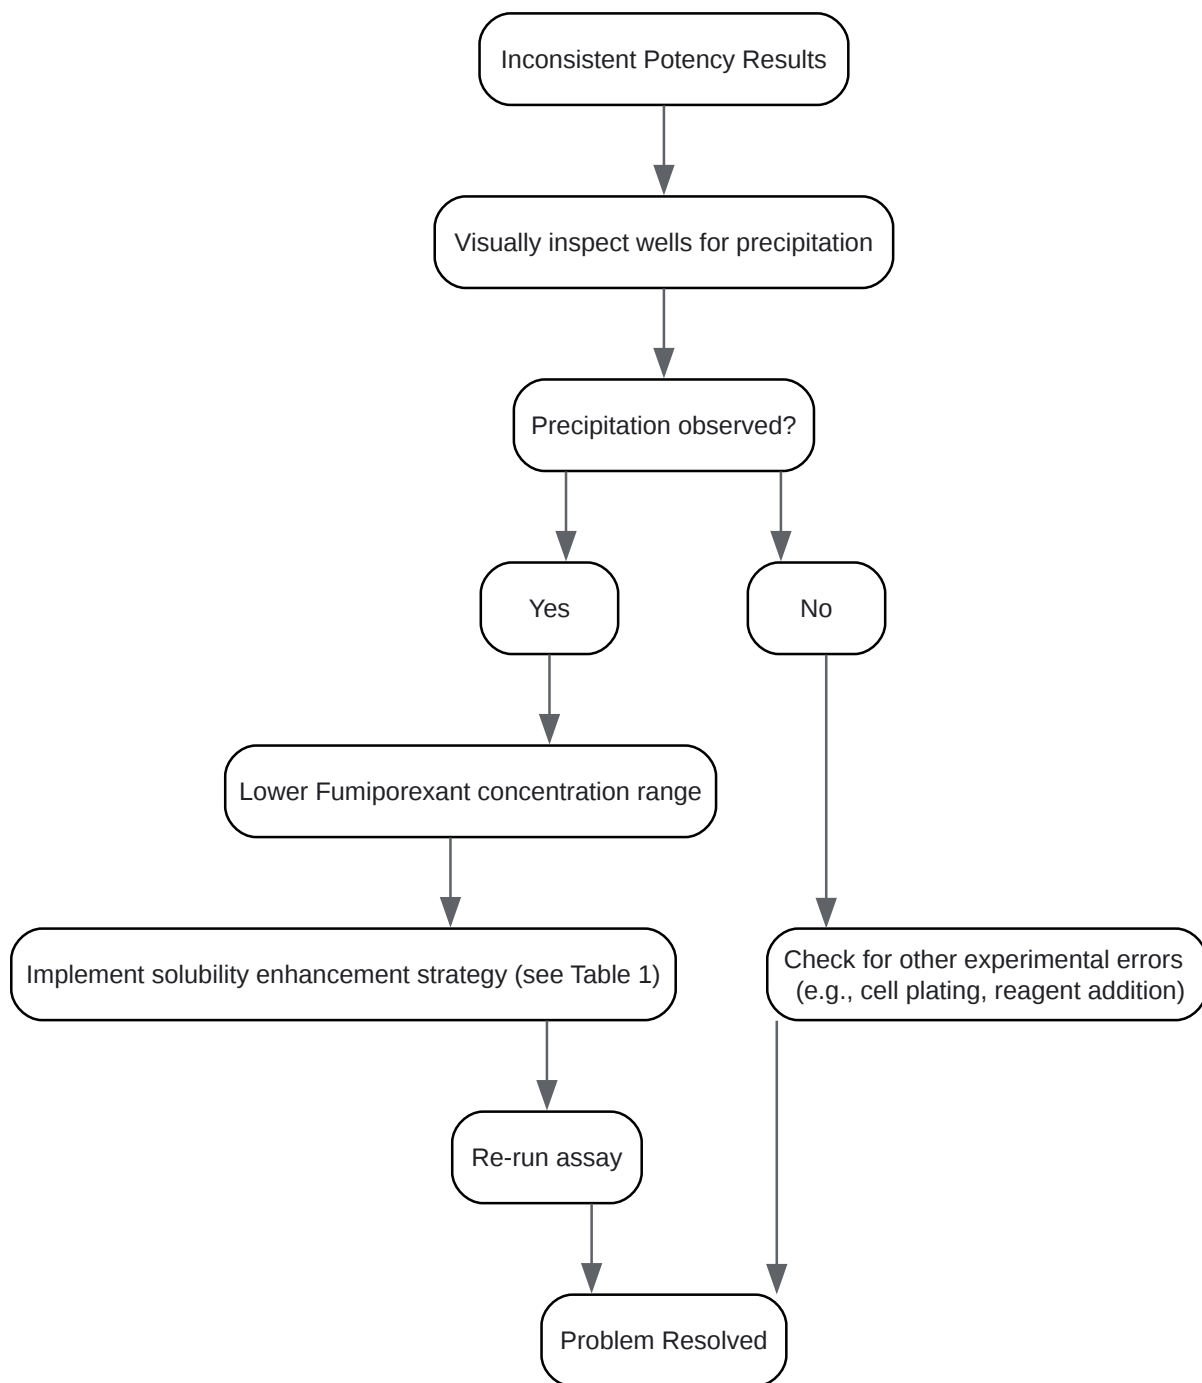 Inconsistent Potency Results
Visually inspect wells for precipitation
Precipitation observed?
Yes
No
Lower Fumiporexant concentration range
Implement solubility enhancement strategy (see Table 1)
Check for other experimental errors
(e.g., cell plating, reagent addition)
Re-run assay
Problem Resolved